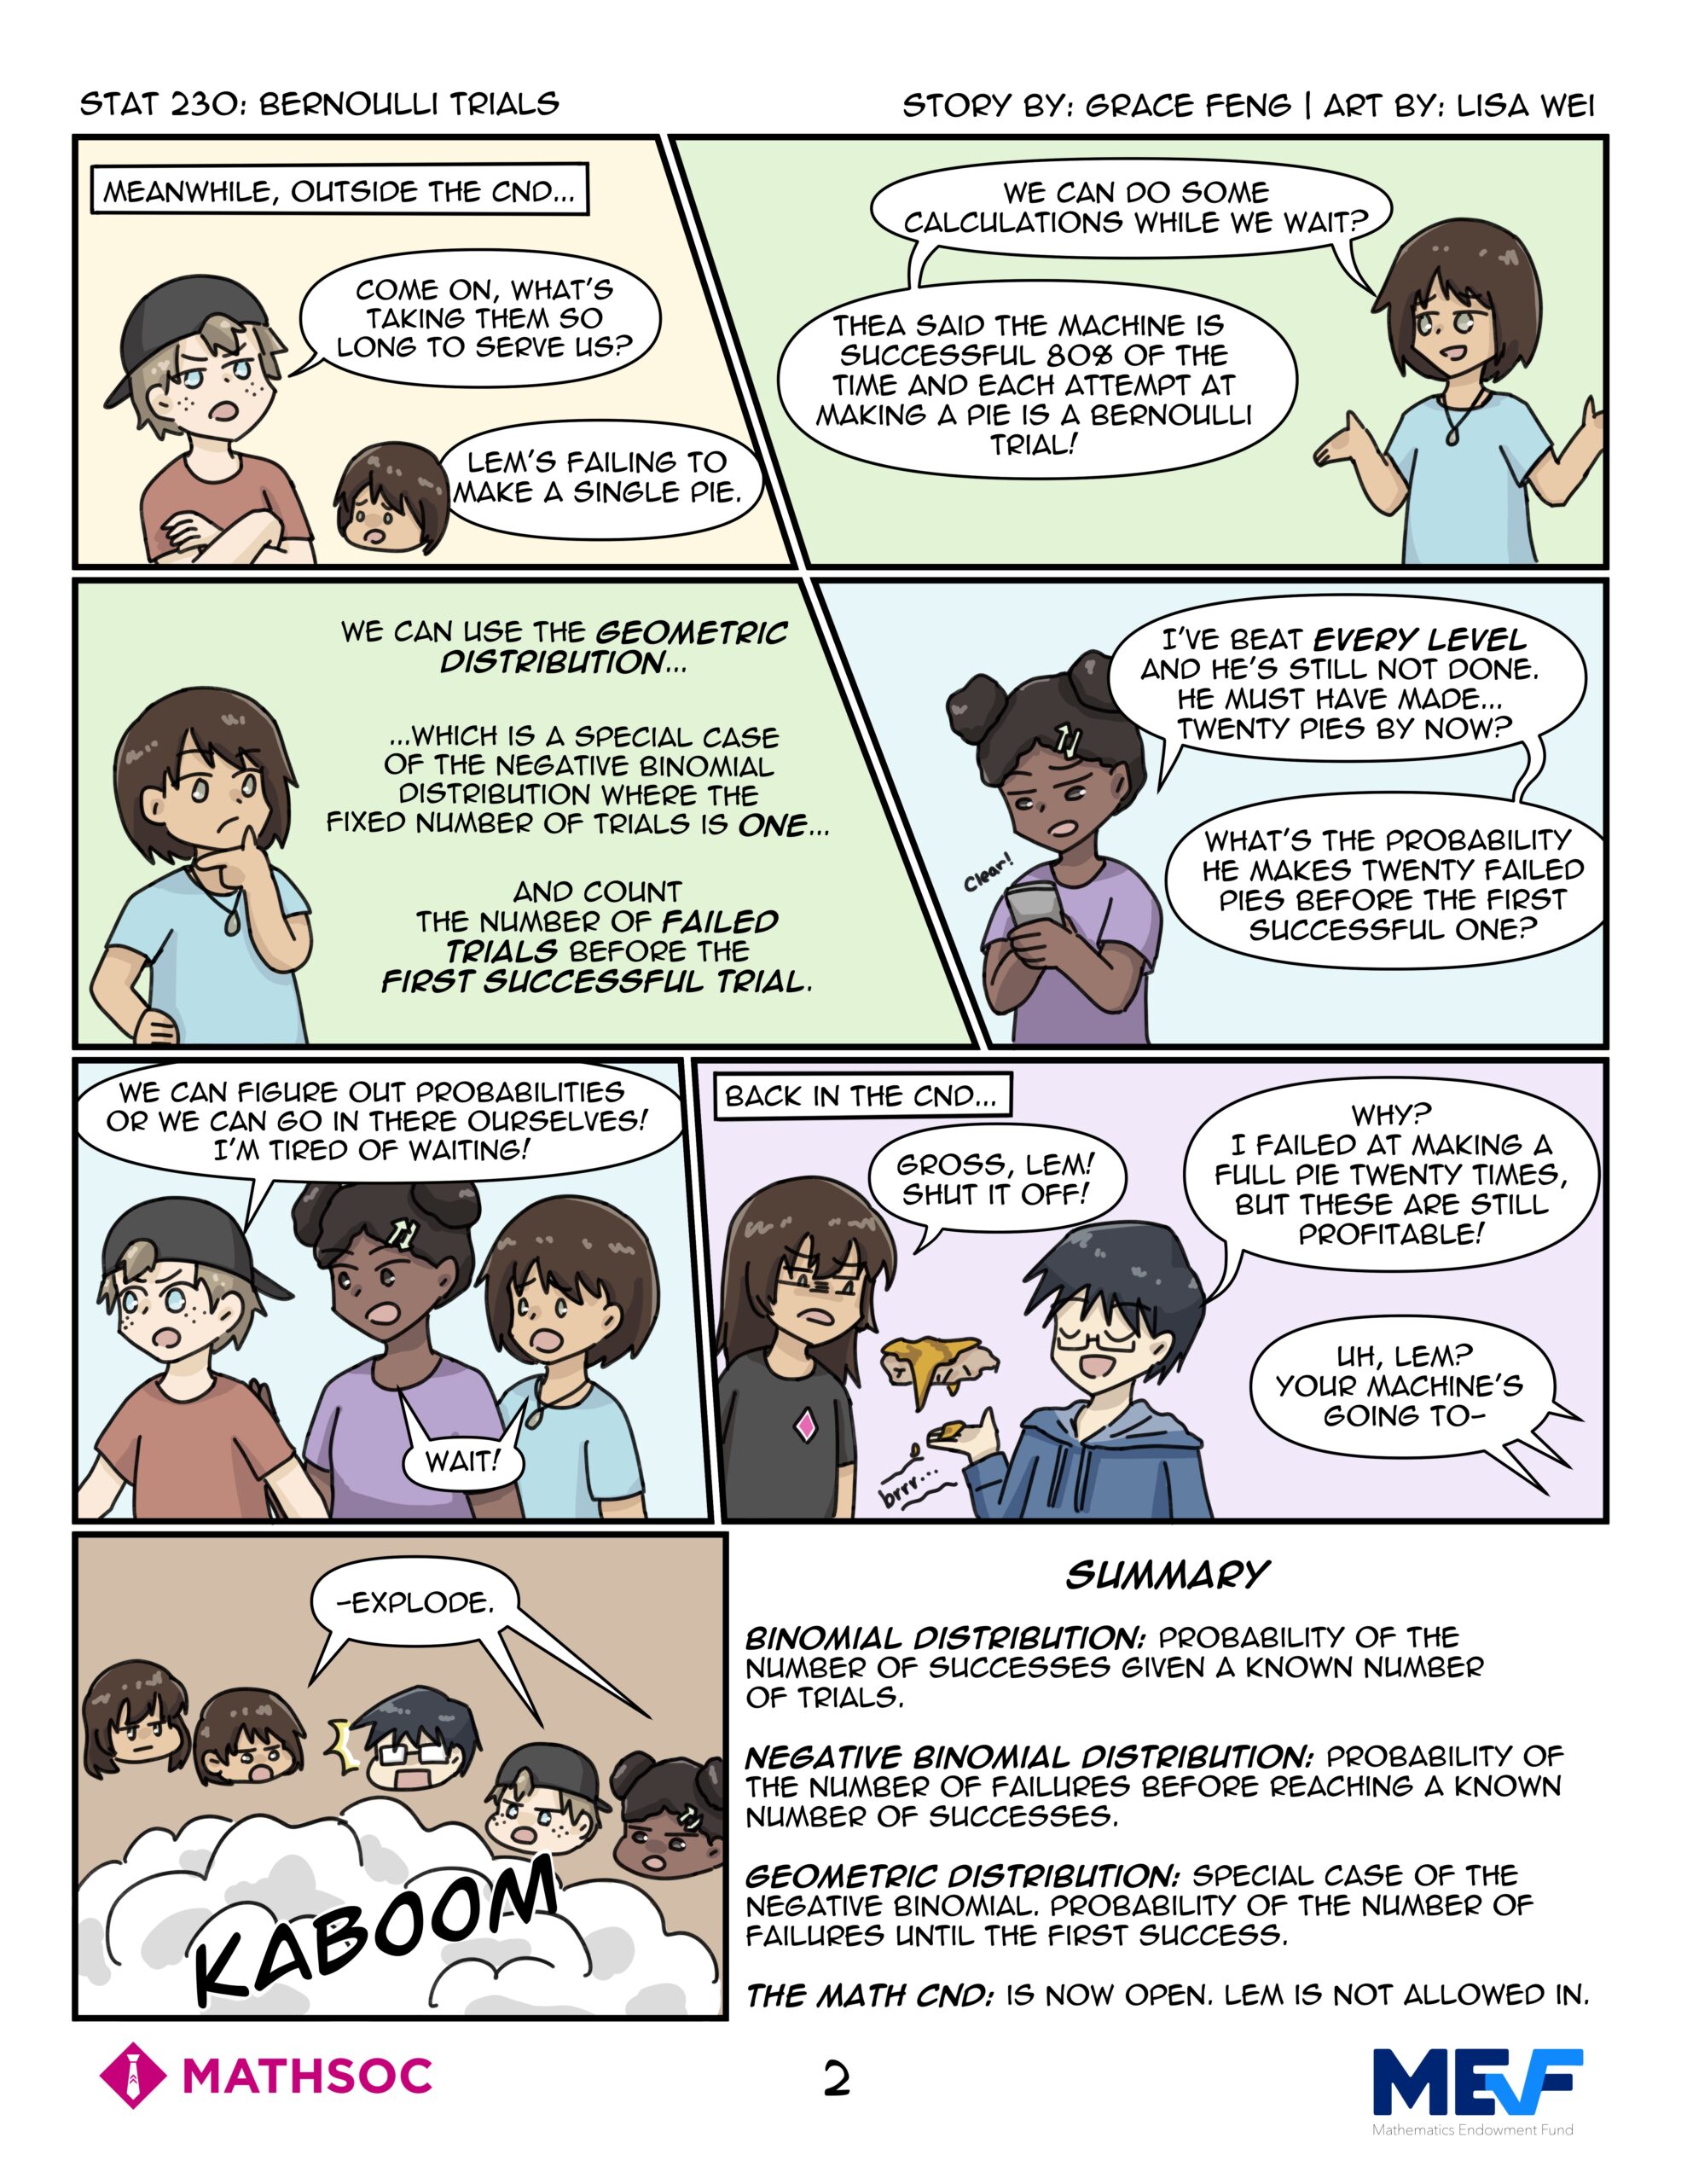 STAT 230: BERNOULLI TRIALS
STORY BY: GRACE FENG | ART BY: LISA WEI
MEANWHILE, OUTSIDE THE CND...
COME ON, WHAT'S
TAKING THEM SO
LONG TO SERVE US?
LEM'S FAILING TO
MAKE A SINGLE PIE.
WE CAN DO SOME
CALCULATIONS WHILE WE WAIT?
THEA SAID THE MACHINE IS
SUCCESSFUL 80% OF THE
TIME AND EACH ATTEMPT AT
MAKING A PIE IS A BERNOULLI
TRIAL!
WE CAN USE THE GEOMETRIC
DISTRIBUTION...
...WHICH IS A SPECIAL CASE
OF THE NEGATIVE BINOMIAL
DISTRIBUTION WHERE THE
FIXED NUMBER OF TRIALS IS ONE...
AND COUNT
THE NUMBER OF FAILED
TRIALS BEFORE THE
FIRST SUCCESSFUL TRIAL.
I'VE BEAT EVERY LEVEL
AND HE'S STILL NOT DONE.
HE MUST HAVE MADE...
TWENTY PIES BY NOW?
Clear!
WHAT'S THE PROBABILITY
HE MAKES TWENTY FAILED
PIES BEFORE THE FIRST
SUCCESSFUL ONE?
WE CAN FIGURE OUT PROBABILITIES
OR WE CAN GO IN THERE OURSELVES!
I'M TIRED OF WAITING!
WAIT!
BACK IN THE CND...
GROSS, LEM!
SHUT IT OFF!
WHY?
I FAILED AT MAKING A
FULL PIE TWENTY TIMES,
BUT THESE ARE STILL
PROFITABLE!
brrr...
UH, LEM?
YOUR MACHINE'S
GOING TO-
-EXPLODE.
KABOOM
SUMMARY
BINOMIAL DISTRIBUTION: PROBABILITY OF THE
NUMBER OF SUCCESSES GIVEN A KNOWN NUMBER
OF TRIALS.
NEGATIVE BINOMIAL DISTRIBUTION: PROBABILITY OF
THE NUMBER OF FAILURES BEFORE REACHING A KNOWN
NUMBER OF SUCCESSES.
GEOMETRIC DISTRIBUTION: SPECIAL CASE OF THE
NEGATIVE BINOMIAL. PROBABILITY OF THE NUMBER OF
FAILURES UNTIL THE FIRST SUCCESS.
THE MATH CND: IS NOW OPEN. LEM IS NOT ALLOWED IN.
MATHSOC
2
MEF
Mathematics Endowment Fund